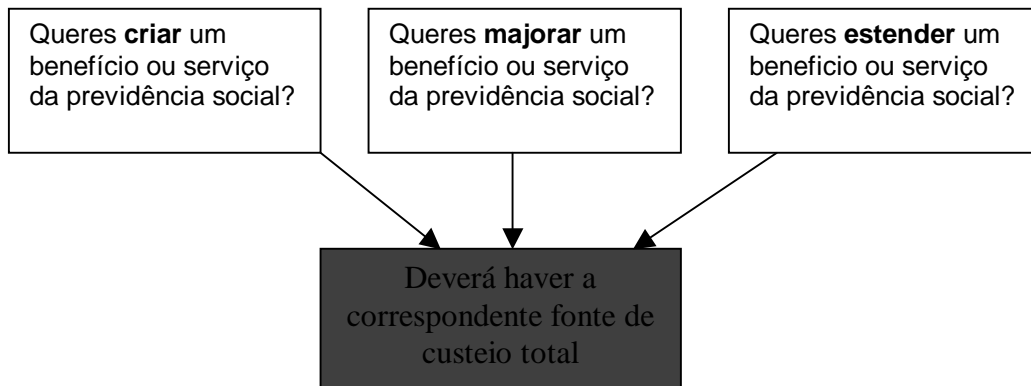 Queres criar um
benefício ou serviço
da previdência social?
Queres majorar um
benefício ou serviço
da previdência social?
Queres estender um
beneficio ou serviço
da previdência social?
Deverá haver a
correspondente fonte de
custeio total